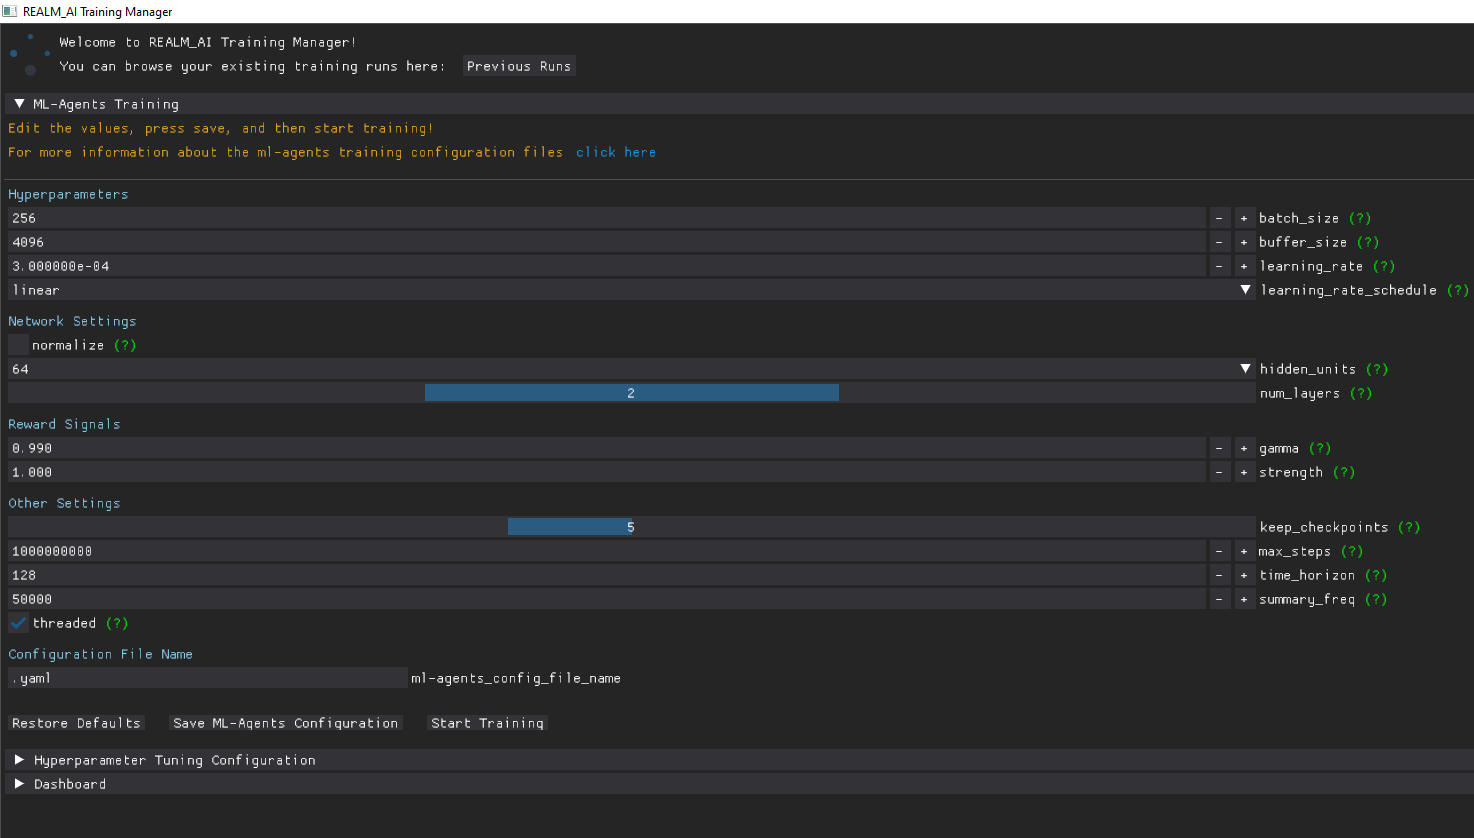 REALM_AI Training Manager
Welcome to REALM_AI Training Manager!
You can browse your existing training runs here: Previous Runs
ML-Agents Training
Edit the values, press save, and then start training!
For more information about the ml-agents training configuration files click here
Hyperparameters
256 - + batch_size (?)
4096 - + buffer_size (?)
3.000000e-04 - + learning_rate (?)
linear learning_rate_schedule (?)
Network Settings
normalize (?)
64 hidden_units (?)
2 num_layers (?)
Reward Signals
0.990 - + gamma (?)
1.000 - + strength (?)
Other Settings
5 keep_checkpoints (?)
1000000000 - + max_steps (?)
128 - + time_horizon (?)
50000 - + summary_freq (?)
threaded (?)
Configuration File Name
.yaml ml-agents_config_file_name
Restore Defaults Save ML-Agents Configuration Start Training
Hyperparameter Tuning Configuration
Dashboard